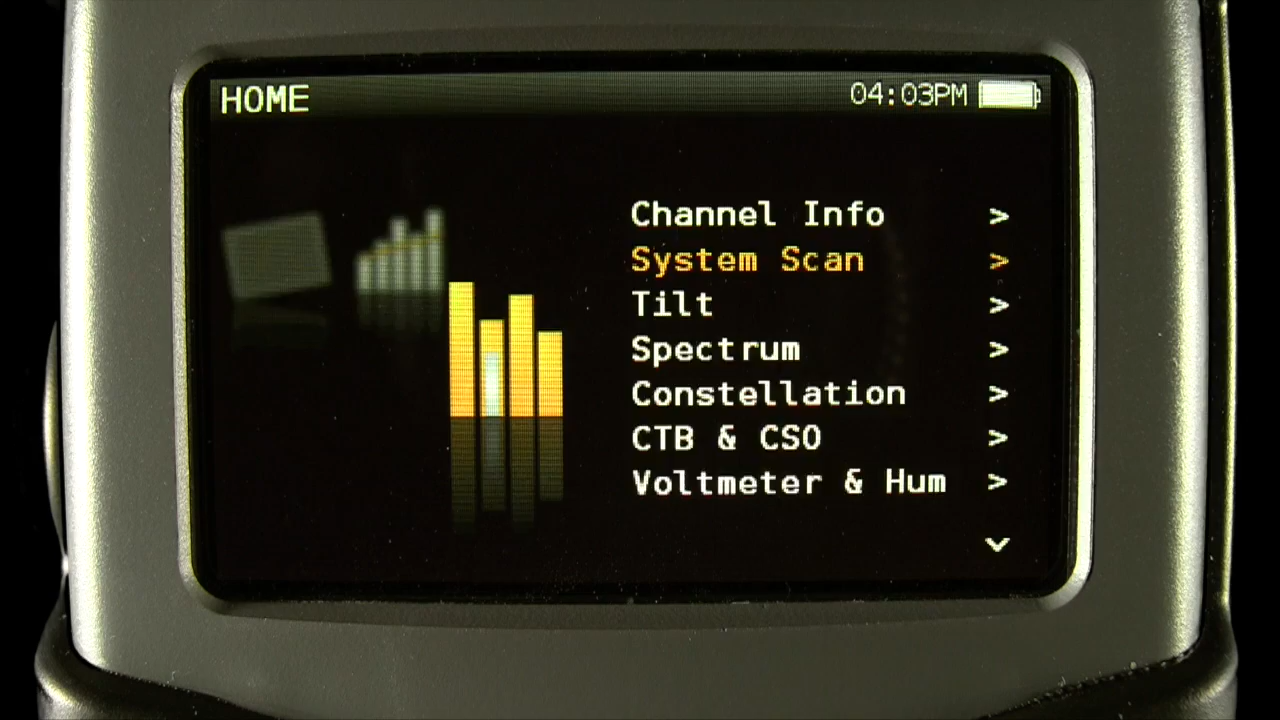 HOME
04:03PM
Channel Info >
System Scan >
Tilt >
Spectrum >
Constellation >
CTB & CSO >
Voltmeter & Hum >